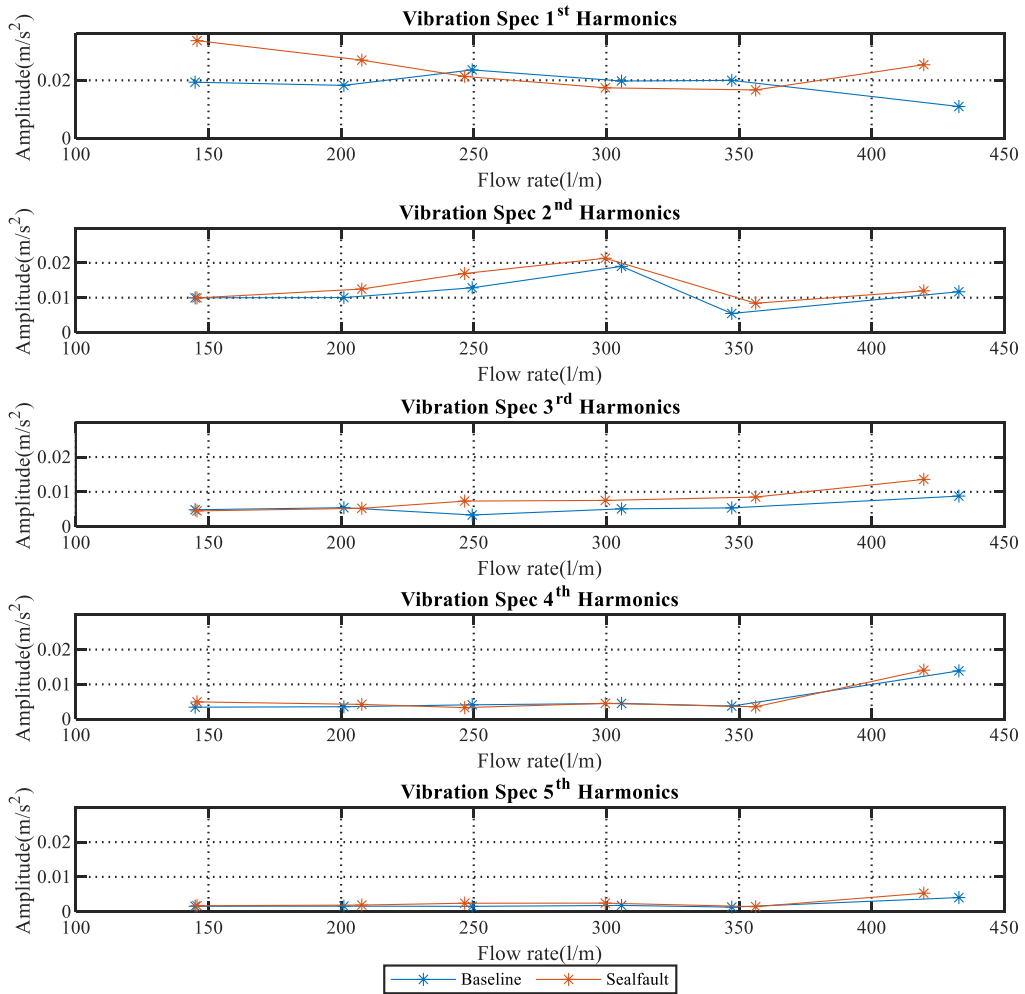 Vibration Spec 1st Harmonics
Amplitude(m/s2)
0.02
0
100 150 200 250 300 350 400 450
Flow rate(l/m)
Vibration Spec 2nd Harmonics
Amplitude(m/s2)
0.02
0.01
0
100 150 200 250 300 350 400 450
Flow rate(l/m)
Vibration Spec 3rd Harmonics
Amplitude(m/s2)
0.02
0.01
0
100 150 200 250 300 350 400 450
Flow rate(l/m)
Vibration Spec 4th Harmonics
Amplitude(m/s2)
0.02
0.01
0
100 150 200 250 300 350 400 450
Flow rate(l/m)
Vibration Spec 5th Harmonics
Amplitude(m/s2)
0.02
0.01
0
100 150 200 250 300 350 400 450
Flow rate(l/m)
Baseline Sealfault